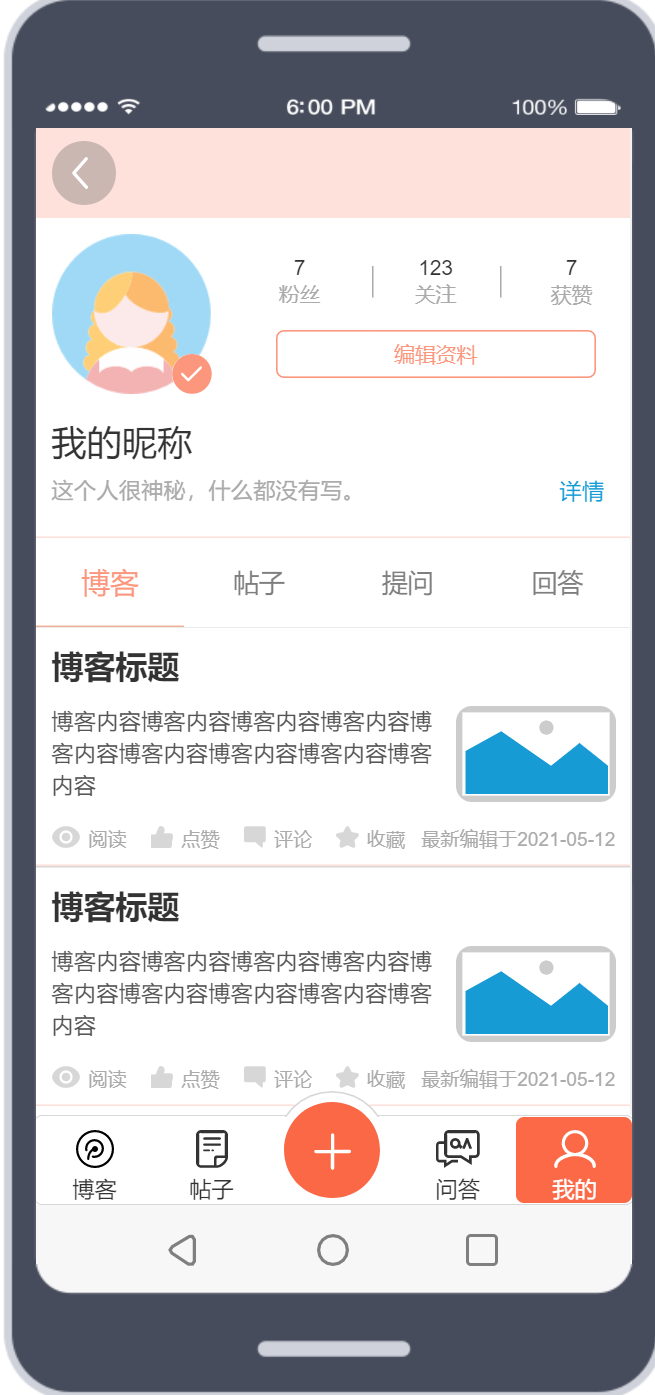 6:00 PM 100%
7 123 7
粉丝 关注 获赞
编辑资料
我的昵称
这个人很神秘，什么都没有写。 详情
博客 帖子 提问 回答
博客标题
博客内容博客内容博客内容博客内容博
客内容博客内容博客内容博客内容博客
内容
阅读 点赞 评论 收藏 最新编辑于2021-05-12
博客标题
博客内容博客内容博客内容博客内容博
客内容博客内容博客内容博客内容博客
内容
阅读 点赞 评论 收藏 最新编辑于2021-05-12
博客 帖子 问答 我的